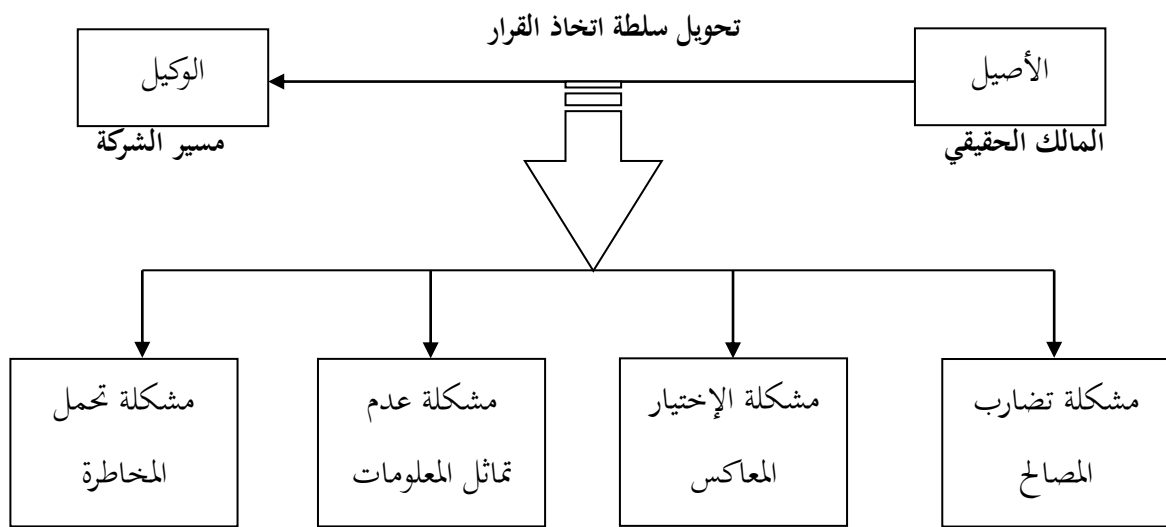 تحويل سلطة اتخاذ القرار
الأصيل
الوكيل
المالك الحقيقي
مسير الشركة
مشكلة تضارب
المصالح
مشكلة الإختيار
المعاكس
مشكلة عدم
تماثل المعلومات
مشكلة تحمل
المخاطرة